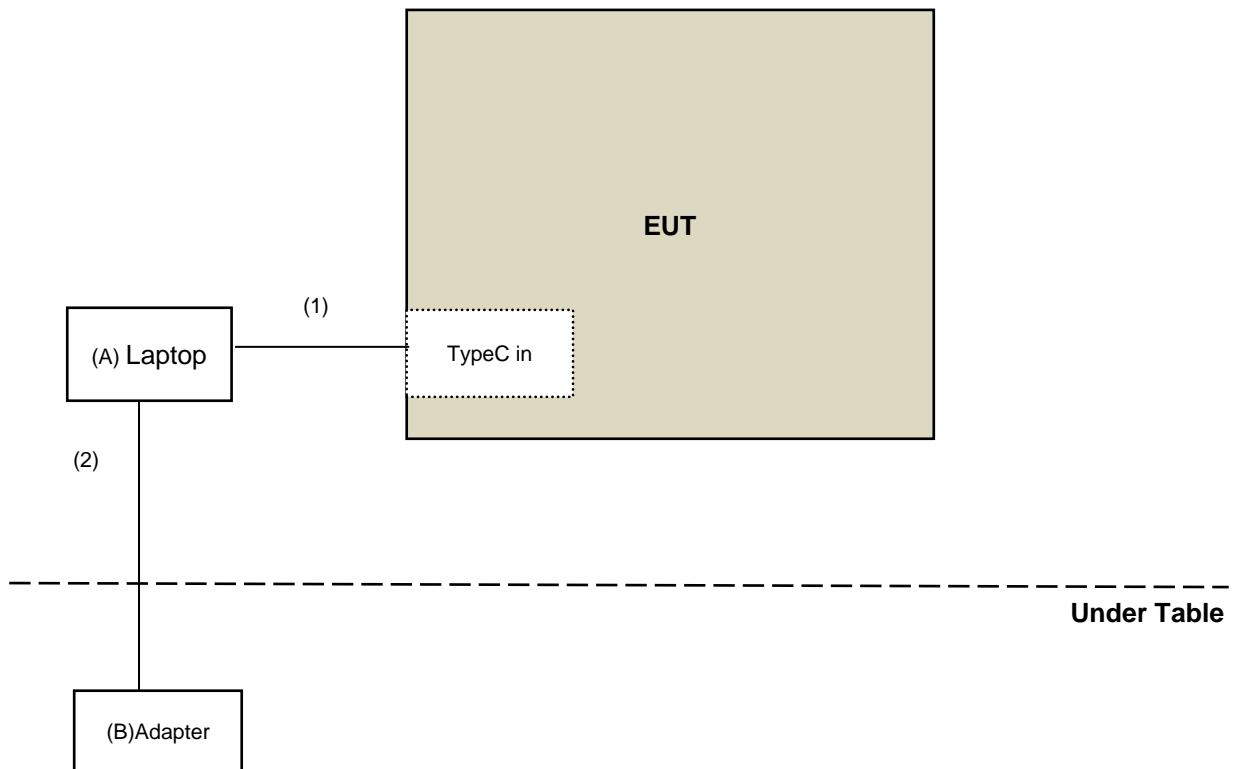 EUT
(1)
(A) Laptop
TypeC in
(2)
Under Table
(B)Adapter